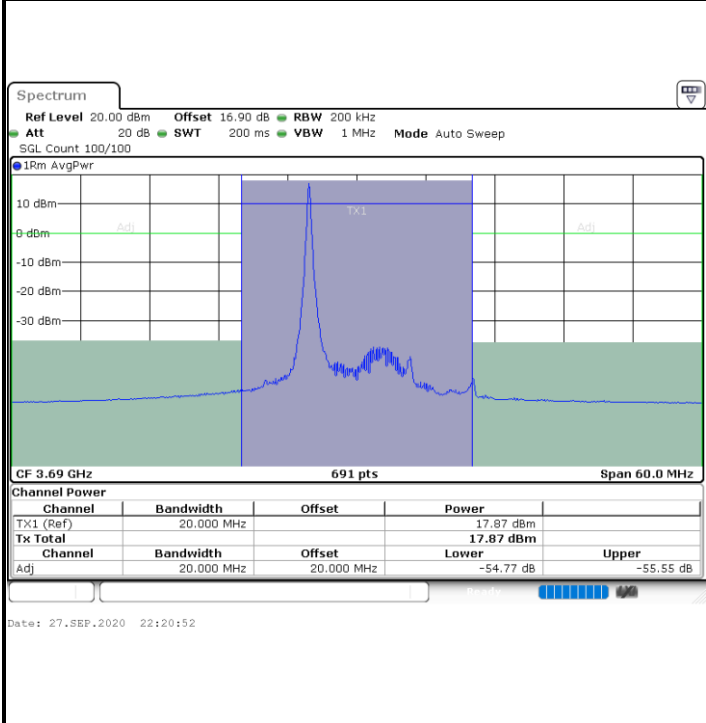 Spectrum
Ref Level 20.00 dBm Offset 16.90 dB RBW 200 kHz
Att 20 dB SWT 200 ms VBW 1 MHz Mode Auto Sweep
SGL Count 100/100
1Rm AvgPwr
10 dBm
TX1
0 dBm
Adj
Adj
-10 dBm
-20 dBm
-30 dBm
CF 3.69 GHz 691 pts Span 60.0 MHz
Channel Power
Channel Bandwidth Offset Power
TX1 (Ref) 20.000 MHz 17.87 dBm
Tx Total 17.87 dBm
Channel Bandwidth Offset Lower Upper
Adj 20.000 MHz 20.000 MHz -54.77 dB -55.55 dB
Ready
Date: 27.SEP.2020 22:20:52